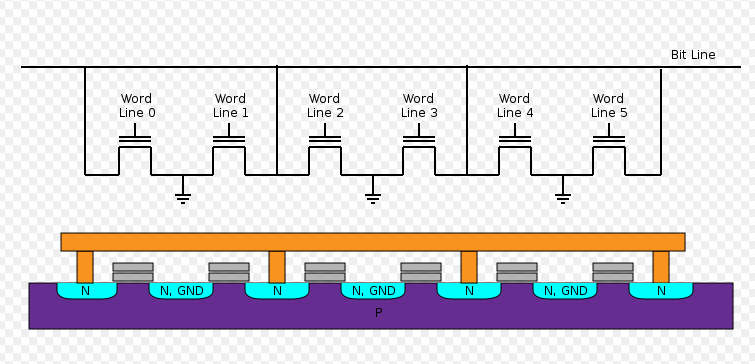 Bit Line
Word
Line 0
Word
Line 1
Word
Line 2
Word
Line 3
Word
Line 4
Word
Line 5
N
N, GND
N
N, GND
N
N, GND
N
P